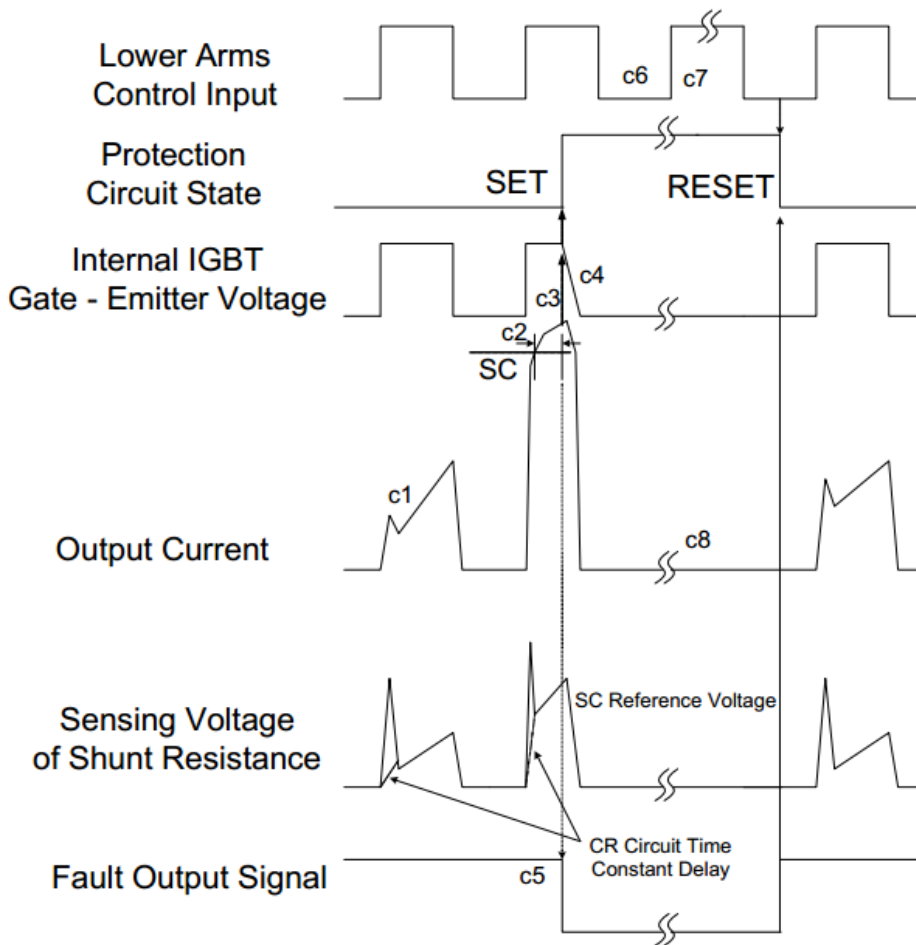 Lower Arms
Control Input
c6
c7
Protection
Circuit State
SET
RESET
Internal IGBT
Gate - Emitter Voltage
c4
c3
c2
SC
c1
Output Current
c8
SC Reference Voltage
Sensing Voltage
of Shunt Resistance
CR Circuit Time
Constant Delay
Fault Output Signal
c5